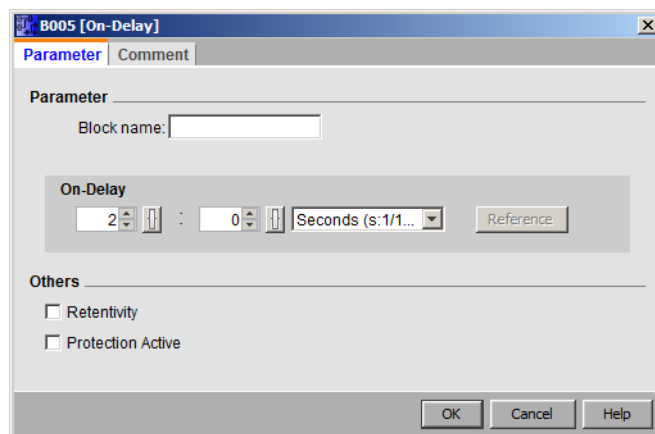 B005 [On-Delay]
Parameter Comment
Parameter
Block name:
On-Delay
2 : 0 Seconds (s:1/1... Reference
Others
Retentivity
Protection Active
OK Cancel Help